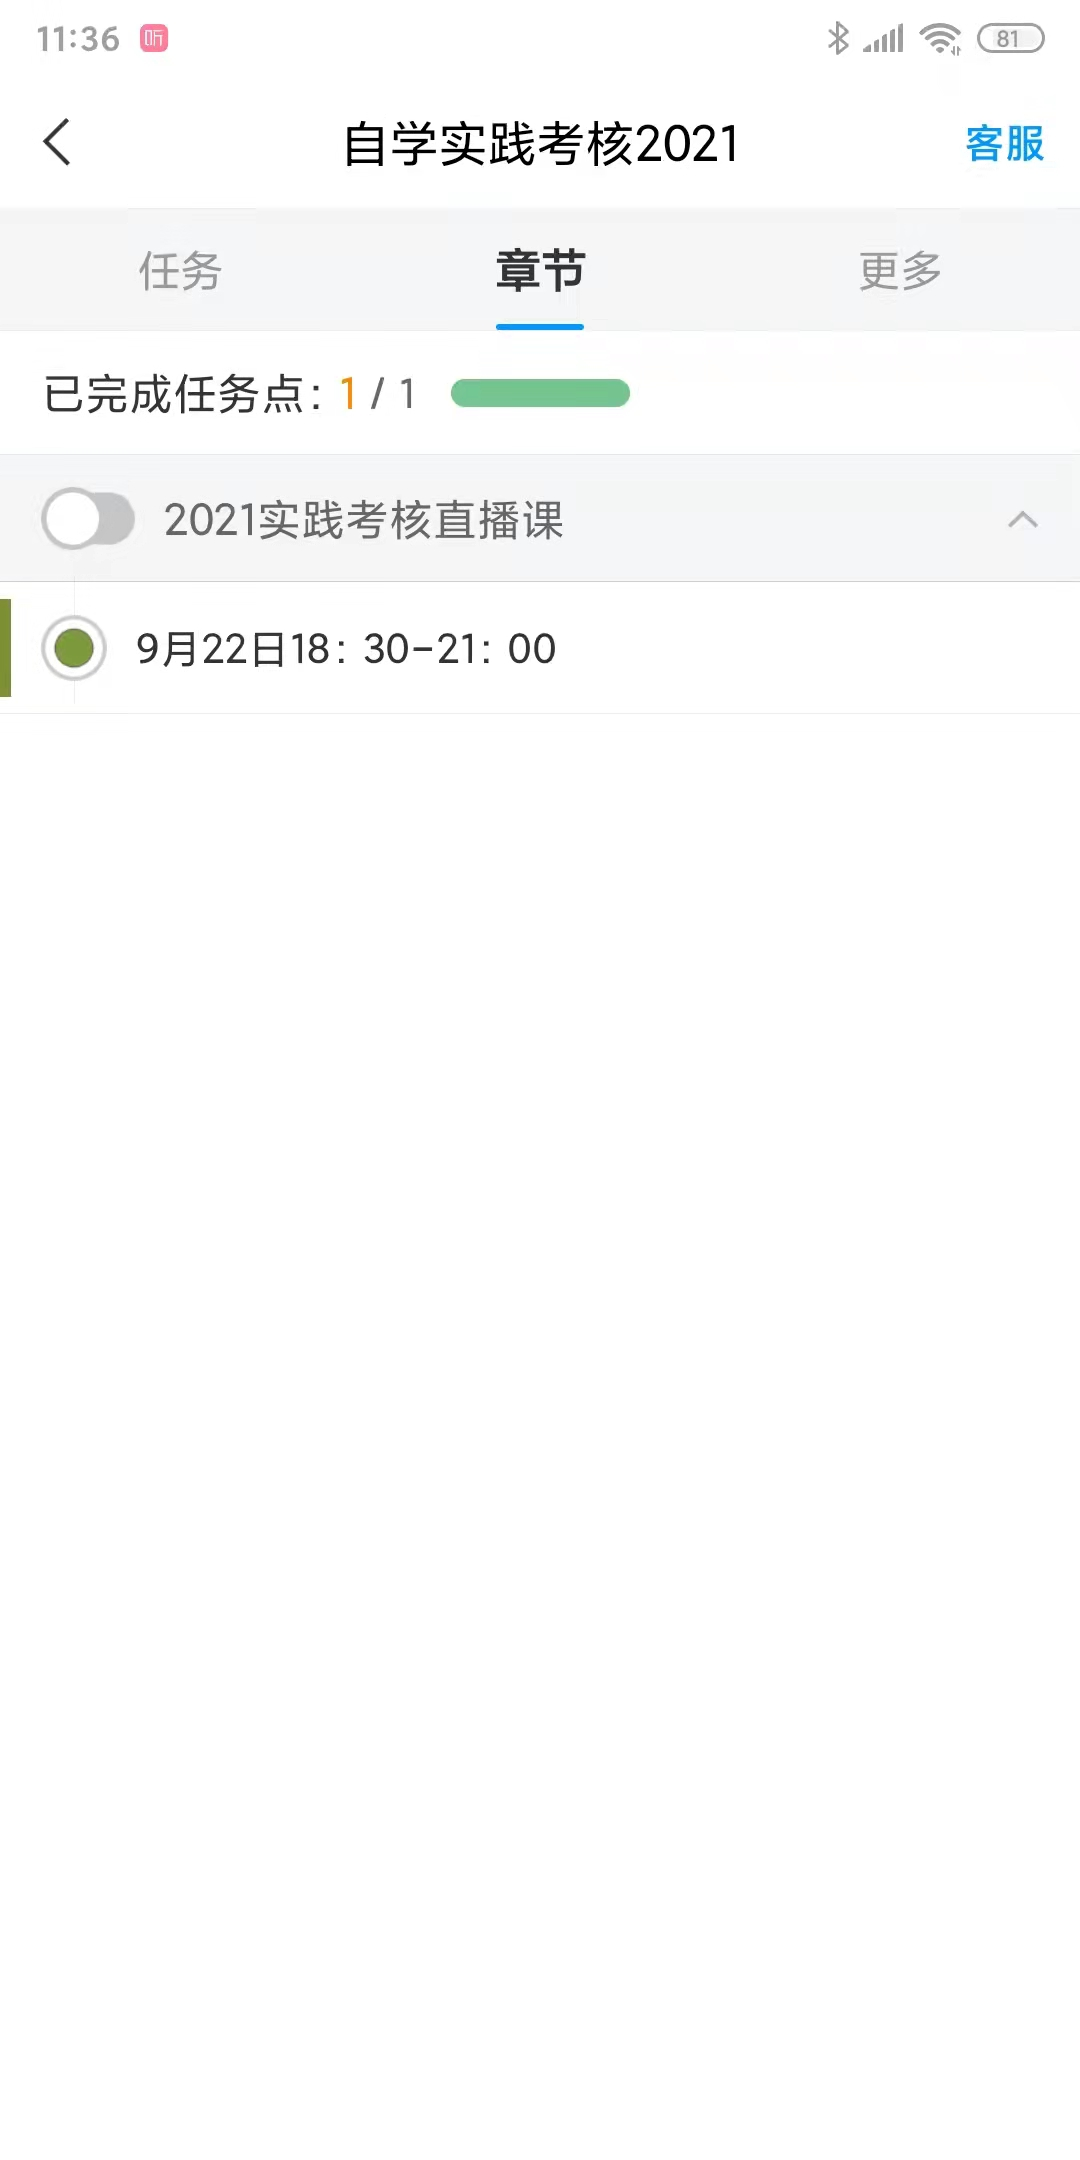 11:36 听 81
自学实践考核2021 客服
任务 章节 更多
已完成任务点: 1 / 1
2021实践考核直播课
9月22日18：30-21：00